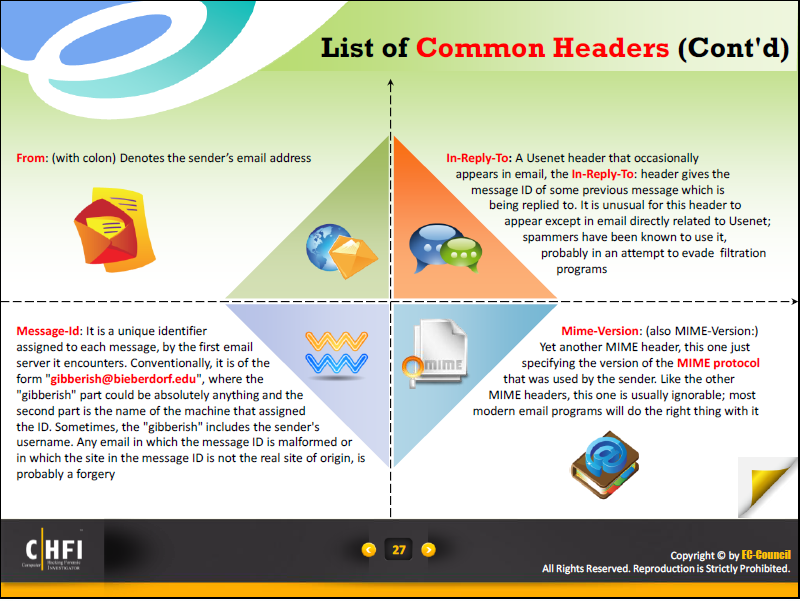 List of Common Headers (Cont'd)
From: (with colon) Denotes the sender's email address
In-Reply-To: A Usenet header that occasionally
appears in email, the In-Reply-To: header gives the
message ID of some previous message which is
being replied to. It is unusual for this header to
appear except in email directly related to Usenet;
spammers have been known to use it,
probably in an attempt to evade filtration
programs
Message-Id: It is a unique identifier
assigned to each message, by the first email
server it encounters. Conventionally, it is of the
form "gibberish@bieberdorf.edu", where the
"gibberish" part could be absolutely anything and the
second part is the name of the machine that assigned
the ID. Sometimes, the "gibberish" includes the sender's
username. Any email in which the message ID is malformed or
in which the site in the message ID is not the real site of origin, is
probably a forgery
MIME
Mime-Version: (also MIME-Version:)
Yet another MIME header, this one just
specifying the version of the MIME protocol
that was used by the sender. Like the other
MIME headers, this one is usually ignorable; most
modern email programs will do the right thing with it
CHFI
Computer Hacking Forensic
INVESTIGATOR
27
Copyright © by EC-Council
All Rights Reserved. Reproduction is Strictly Prohibited.